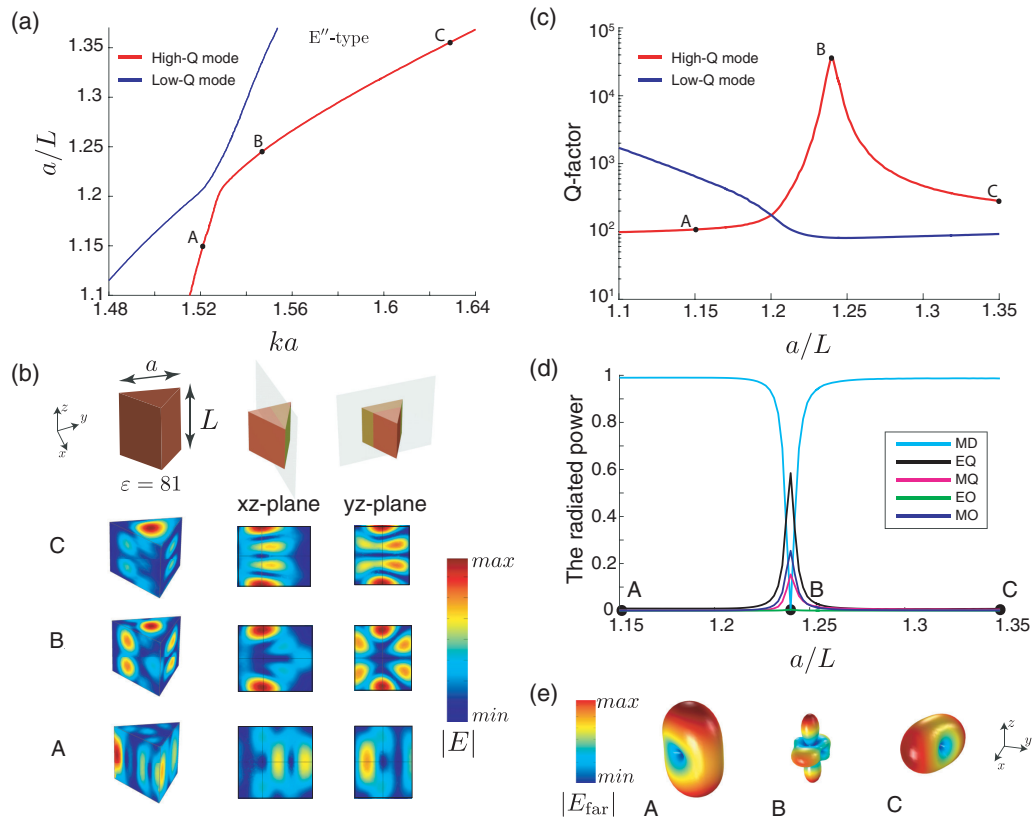 (a)
E″-type
High-Q mode
Low-Q mode
a/L
1.35
1.3
1.25
1.2
1.15
1.1
A
B
C
1.48
1.52
1.56
1.6
1.64
ka
(c)
High-Q mode
Low-Q mode
Q-factor
10^5
10^4
10^3
10^2
10^1
A
B
C
1.1
1.15
1.2
1.25
1.3
1.35
a/L
(b)
a
L
z
y
x
ε = 81
xz-plane
yz-plane
C
B
A
max
min
|E|
(d)
The radiated power
1
0.8
0.6
0.4
0.2
0
MD
EQ
MQ
EO
MO
A
B
C
1.15
1.2
1.25
1.3
1.35
a/L
(e)
max
min
|E_far|
A
B
C
z
y
x